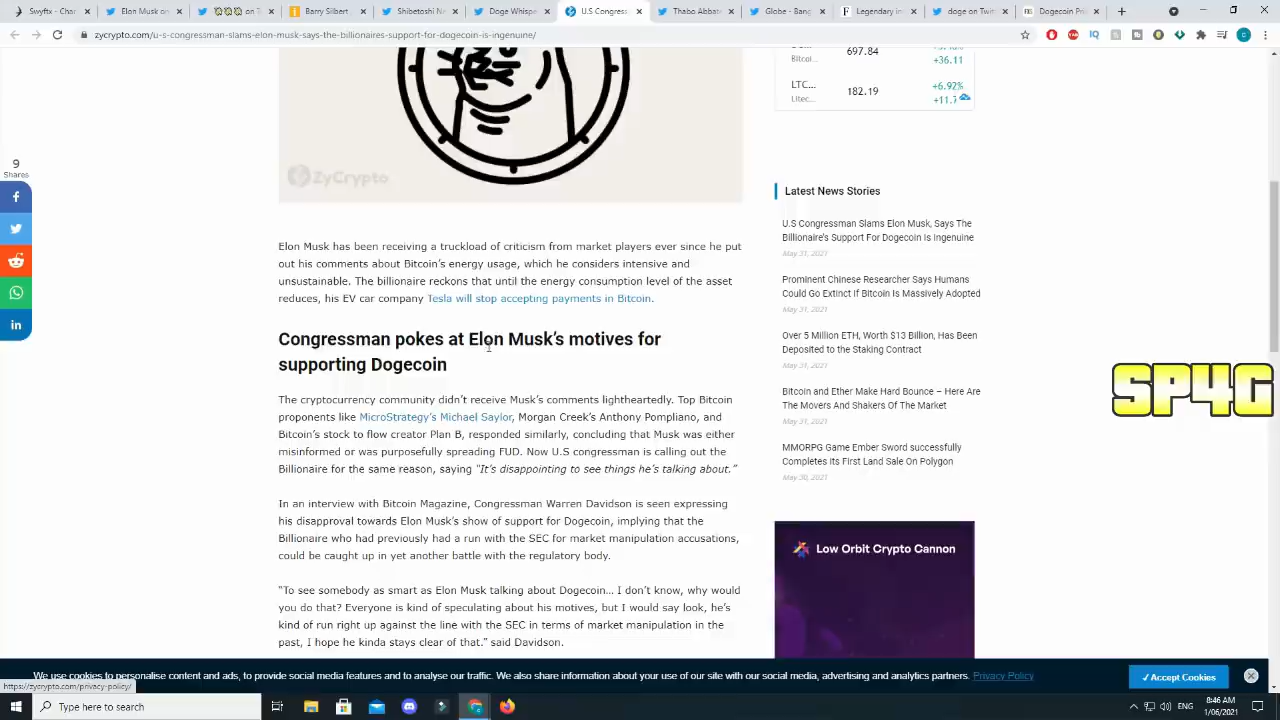 Swyftx - Char
on T
Barry Silbert
Shibetoshi Na
Doge Whispe
U.S Congress
Thabo Abbate
Globe - Bang
Legendary in
doge on Twit
Dogecoin Pri
zycrypto.com/u-s-congressman-slams-elon-musk-says-the-billionaires-support-for-dogecoin-is-ingenuine/
697.84
Bitcoi...
+36.11
LTC...
Litec...
182.19
+6.92%
+11.7
9
Shares
ZyCrypto
Latest News Stories
U.S Congressman Slams Elon Musk, Says The
Billionaire's Support For Dogecoin Is Ingenuine
May 31, 2021
Prominent Chinese Researcher Says Humans
Could Go Extinct If Bitcoin Is Massively Adopted
May 31, 2021
Over 5 Million ETH, Worth $13 Billion, Has Been
Deposited to the Staking Contract
May 31, 2021
Bitcoin and Ether Make Hard Bounce – Here Are
The Movers And Shakers Of The Market
May 31, 2021
MMORPG Game Ember Sword successfully
Completes Its First Land Sale On Polygon
May 30, 2021
Low Orbit Crypto Cannon
SP4G
Elon Musk has been receiving a truckload of criticism from market players ever since he put
out his comments about Bitcoin's energy usage, which he considers intensive and
unsustainable. The billionaire reckons that until the energy consumption level of the asset
reduces, his EV car company Tesla will stop accepting payments in Bitcoin.
Congressman pokes at Elon Musk's motives for
supporting Dogecoin
The cryptocurrency community didn't receive Musk's comments lightheartedly. Top Bitcoin
proponents like MicroStrategy's Michael Saylor, Morgan Creek's Anthony Pompliano, and
Bitcoin's stock to flow creator Plan B, responded similarly, concluding that Musk was either
misinformed or was purposefully spreading FUD. Now U.S congressman is calling out the
Billionaire for the same reason, saying "It's disappointing to see things he's talking about."
In an interview with Bitcoin Magazine, Congressman Warren Davidson is seen expressing
his disapproval towards Elon Musk's show of support for Dogecoin, implying that the
Billionaire who had previously had a run with the SEC for market manipulation accusations,
could be caught up in yet another battle with the regulatory body.
"To see somebody as smart as Elon Musk talking about Dogecoin... I don't know, why would
you do that? Everyone is kind of speculating about his motives, but I would say look, he's
kind of run right up against the line with the SEC in terms of market manipulation in the
past, I hope he kinda stays clear of that." said Davidson.
We use cookies to personalise content and ads, to provide social media features and to analyse our traffic. We also share information about your use of our site with our social media, advertising and analytics partners. Privacy Policy
Accept Cookies
https://zycrypto.com/privacy-policy
Type here to search
8:46 AM
1/06/2021